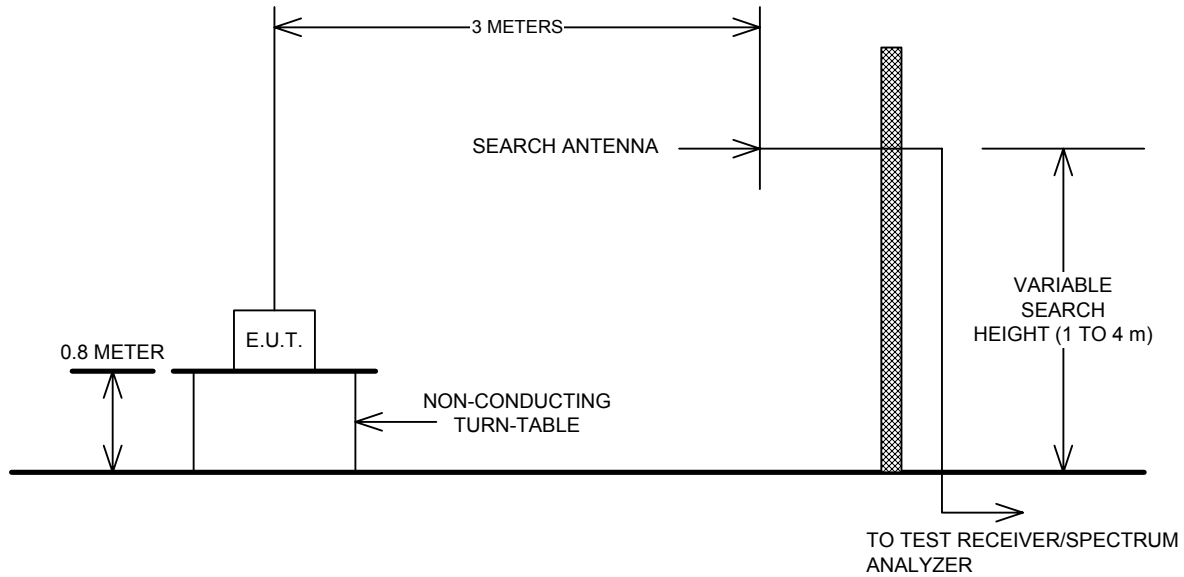 3 METERS
SEARCH ANTENNA
VARIABLE
SEARCH
HEIGHT (1 TO 4 m)
E.U.T.
0.8 METER
NON-CONDUCTING
TURN-TABLE
TO TEST RECEIVER/SPECTRUM
ANALYZER